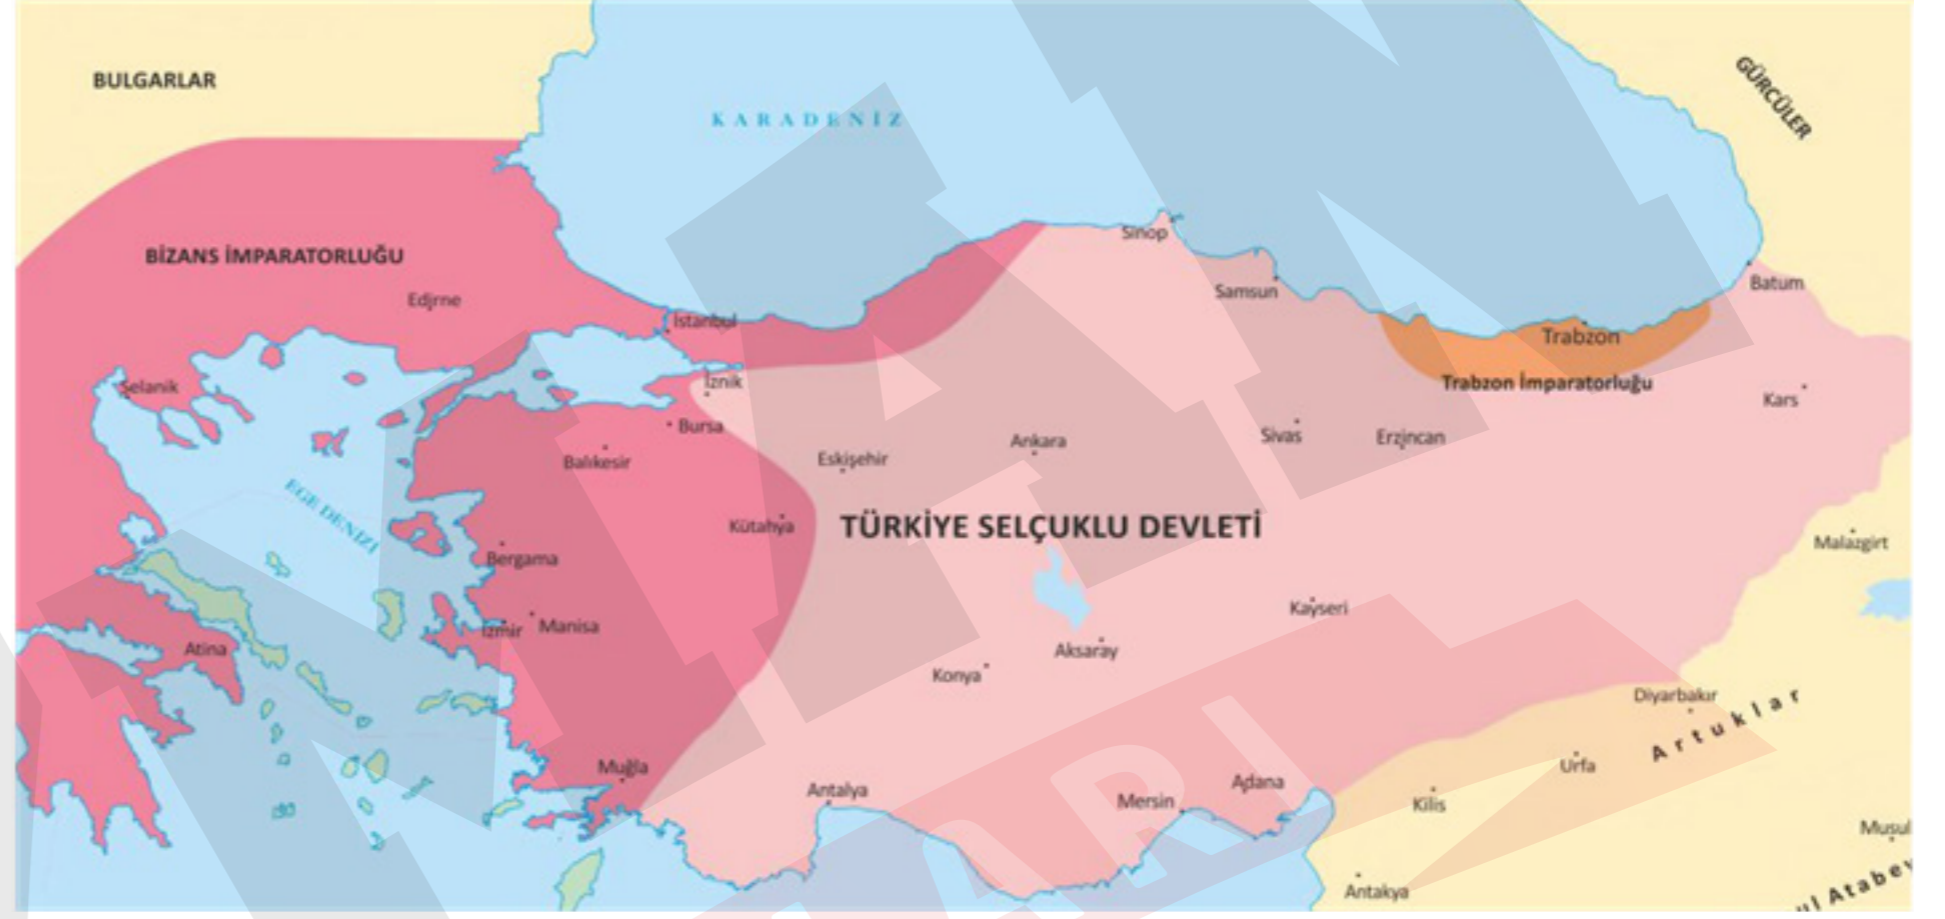 BULGARLAR
GÜRCÜLER
KARADENİZ
BİZANS İMPARATORLUĞU
Edirne
İstanbul
Sinop
Samsun
Batum
Trabzon
Trabzon İmparatorluğu
Selanik
İznik
Bursa
Kars
Balıkesir
Eskişehir
Ankara
Sivas
Erzincan
EGE DENİZİ
Kütahya
TÜRKİYE SELÇUKLU DEVLETİ
Malazgirt
Bergama
İzmir
Manisa
Kayseri
Atina
Aksaray
Konya
Diyarbakır
Artuklar
Muğla
Antalya
Mersin
Adana
Urfa
Kilis
Musul
Antakya
ul Atabey